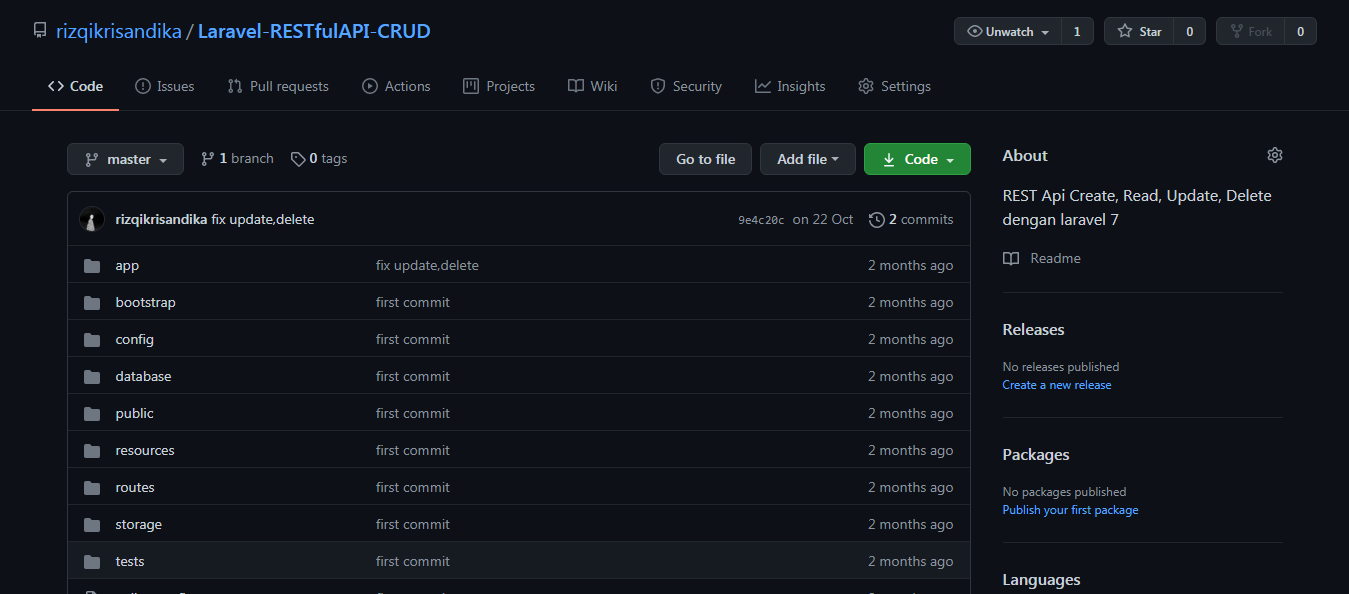 rizqikrisandika / Laravel-RESTfulAPI-CRUD
Unwatch 1 Star 0 Fork 0
Code Issues Pull requests Actions Projects Wiki Security Insights Settings
master 1 branch 0 tags Go to file Add file Code
rizqikrisandika fix update,delete 9e4c20c on 22 Oct 2 commits
app fix update,delete 2 months ago
bootstrap first commit 2 months ago
config first commit 2 months ago
database first commit 2 months ago
public first commit 2 months ago
resources first commit 2 months ago
routes first commit 2 months ago
storage first commit 2 months ago
tests first commit 2 months ago
About
REST Api Create, Read, Update, Delete
dengan laravel 7
Readme
Releases
No releases published
Create a new release
Packages
No packages published
Publish your first package
Languages